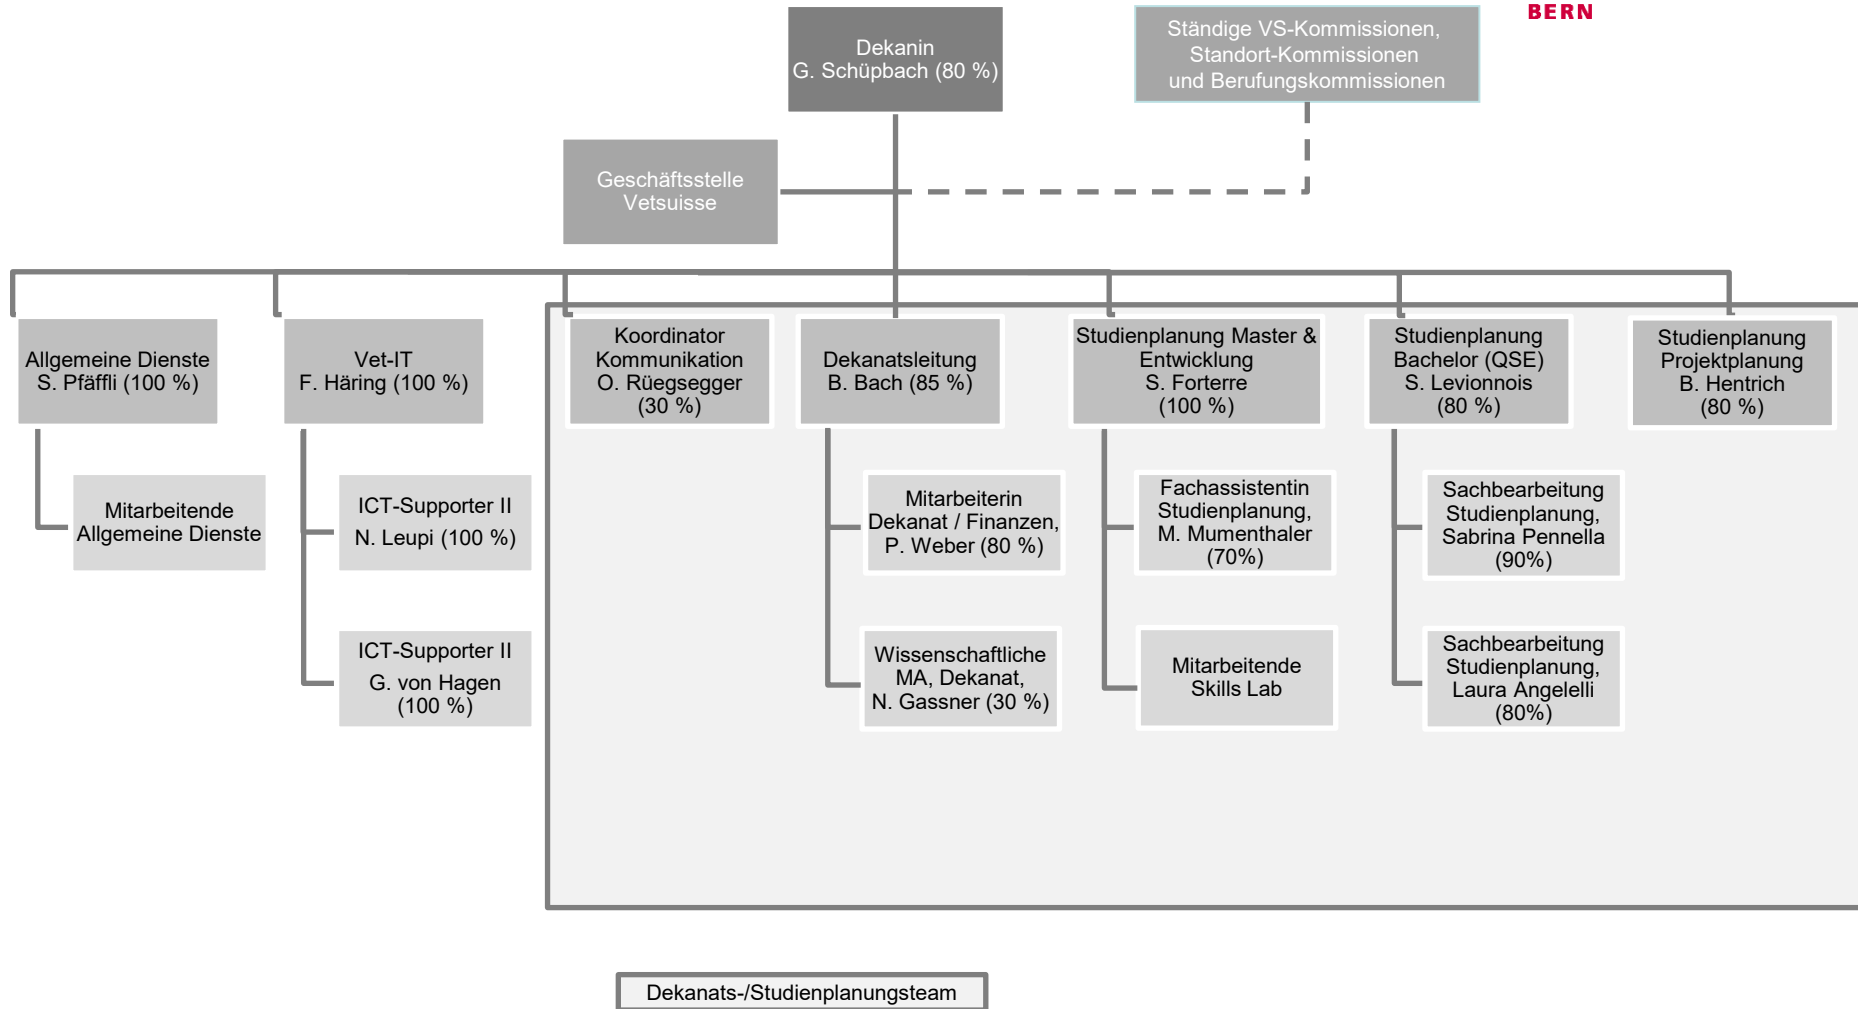 BERN
Dekanin
G. Schüpbach (80 %)
Ständige VS-Kommissionen,
Standort-Kommissionen
und Berufungskommissionen
Geschäftsstelle
Vetsuisse
Allgemeine Dienste
S. Pfäffli (100 %)
Vet-IT
F. Häring (100 %)
Koordinator
Kommunikation
O. Rüegsegger
(30 %)
Dekanatsleitung
B. Bach (85 %)
Studienplanung Master &
Entwicklung
S. Forterre
(100 %)
Studienplanung
Bachelor (QSE)
S. Levionnois
(80 %)
Studienplanung
Projektplanung
B. Hentrich
(80 %)
Mitarbeitende
Allgemeine Dienste
ICT-Supporter II
N. Leupi (100 %)
Mitarbeiterin
Dekanat / Finanzen,
P. Weber (80 %)
Fachassistentin
Studienplanung,
M. Mumenthaler
(70%)
Sachbearbeitung
Studienplanung,
Sabrina Pennella
(90%)
ICT-Supporter II
G. von Hagen
(100 %)
Wissenschaftliche
MA, Dekanat,
N. Gassner (30 %)
Mitarbeitende
Skills Lab
Sachbearbeitung
Studienplanung,
Laura Angelelli
(80%)
Dekanats-/Studienplanungsteam